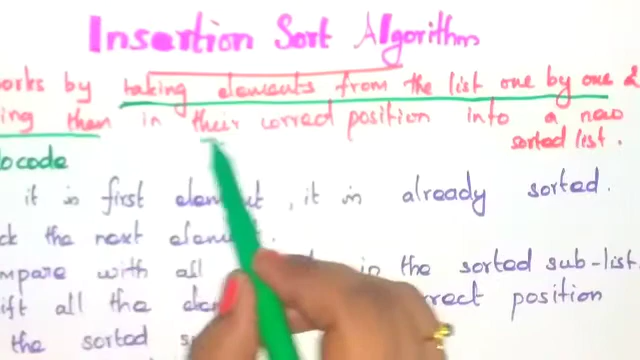 Insertion Sort Algorithm
orks by taking elements from the list one by one &
ing them in their correct position into a new
sorted list.
ocode
it is first element, it is already sorted.
ck the next element.
mpare with all in the sorted sub-list.
ift all the ele rrect position
the sorted s